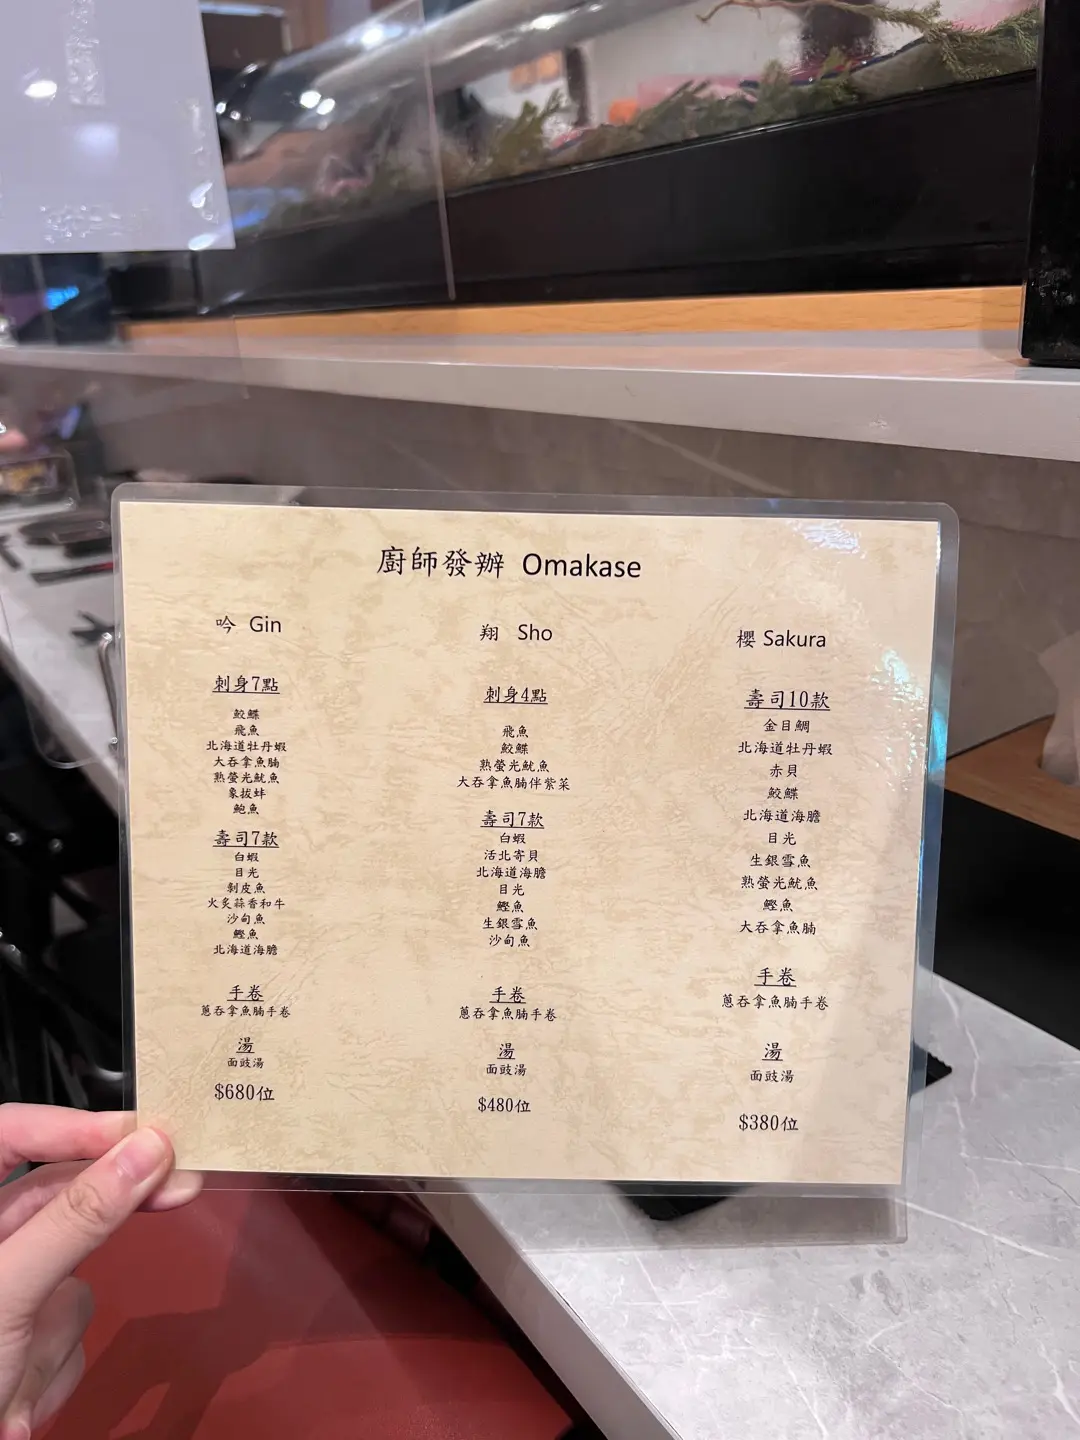 廚師發辦 Omakase
吟 Gin
刺身7點
鮫鰈
飛魚
北海道牡丹蝦
大吞拿魚腩
熟螢光魷魚
象拔蚌
鮑魚
壽司7款
白蝦
目光
剝皮魚
火炙蒜香和牛
沙甸魚
鰹魚
北海道海膽
手卷
蔥吞拿魚腩手卷
湯
面豉湯
$680位
翔 Sho
刺身4點
飛魚
鮫鰈
熟螢光魷魚
大吞拿魚腩伴紫菜
壽司7款
白蝦
活北寄貝
北海道海膽
目光
鰹魚
生銀雪魚
沙甸魚
手卷
蔥吞拿魚腩手卷
湯
面豉湯
$480位
櫻 Sakura
壽司10款
金目鯛
北海道牡丹蝦
赤貝
鮫鰈
北海道海膽
目光
生銀雪魚
熟螢光魷魚
鰹魚
大吞拿魚腩
手卷
蔥吞拿魚腩手卷
湯
面豉湯
$380位